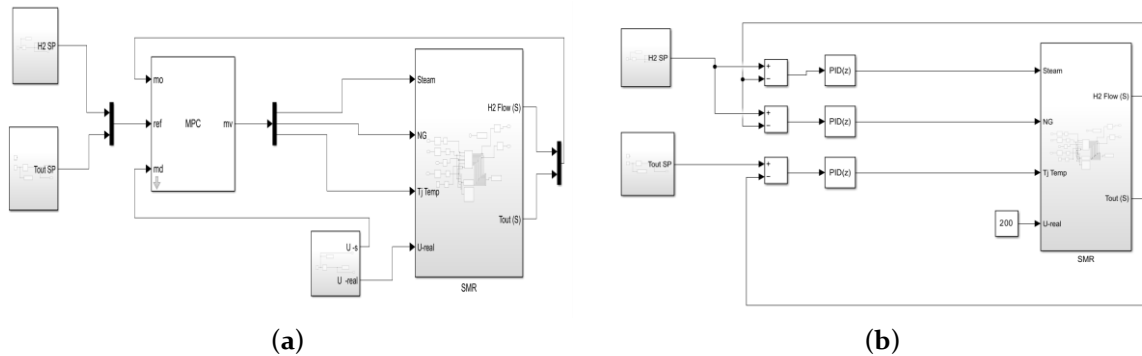 H2 SP
Tout SP
mo
ref
md
MPC
mv
Steam
NG
Tj Temp
U-real
H2 Flow (S)
Tout (S)
SMR
U -s
U -real
(a)
H2 SP
Tout SP
+
−
+
−
+
−
PID(z)
PID(z)
PID(z)
200
Steam
NG
Tj Temp
U-real
H2 Flow (S)
Tout (S)
SMR
(b)